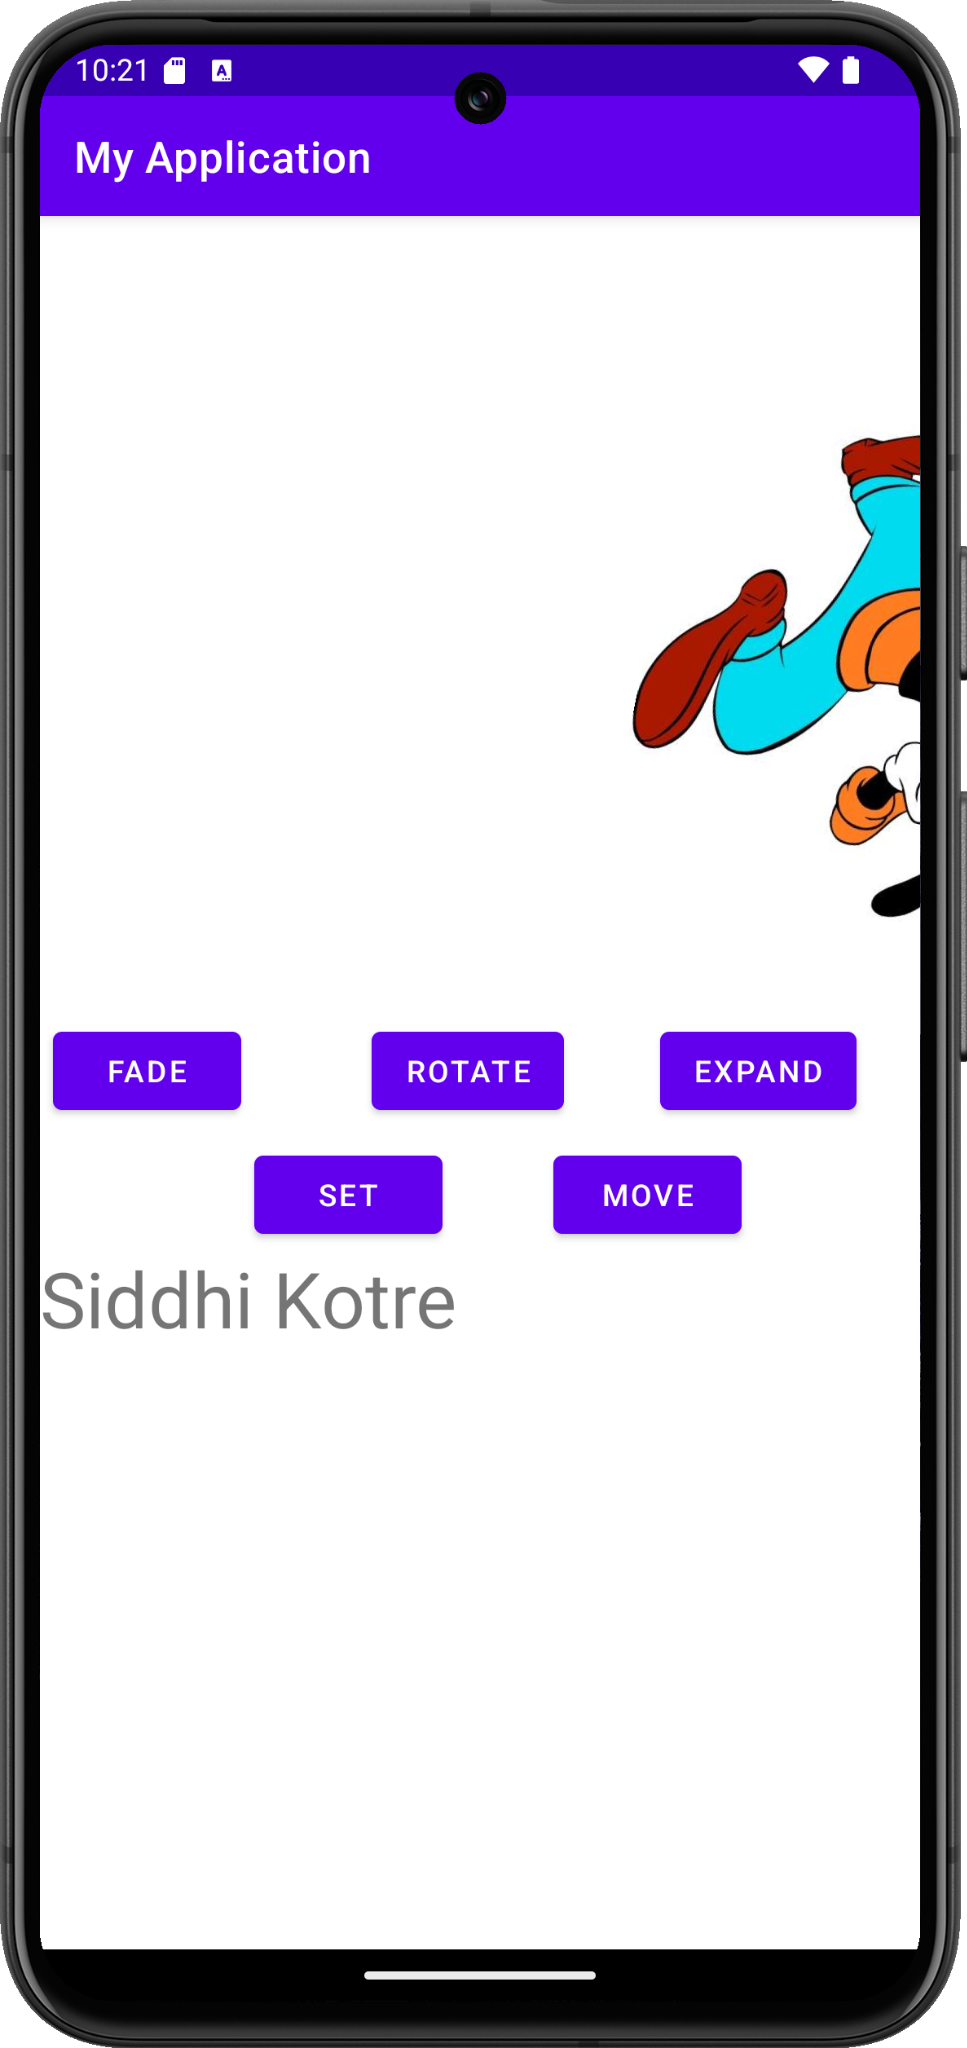 10:21
My Application
FADE ROTATE EXPAND
SET MOVE
Siddhi Kotre